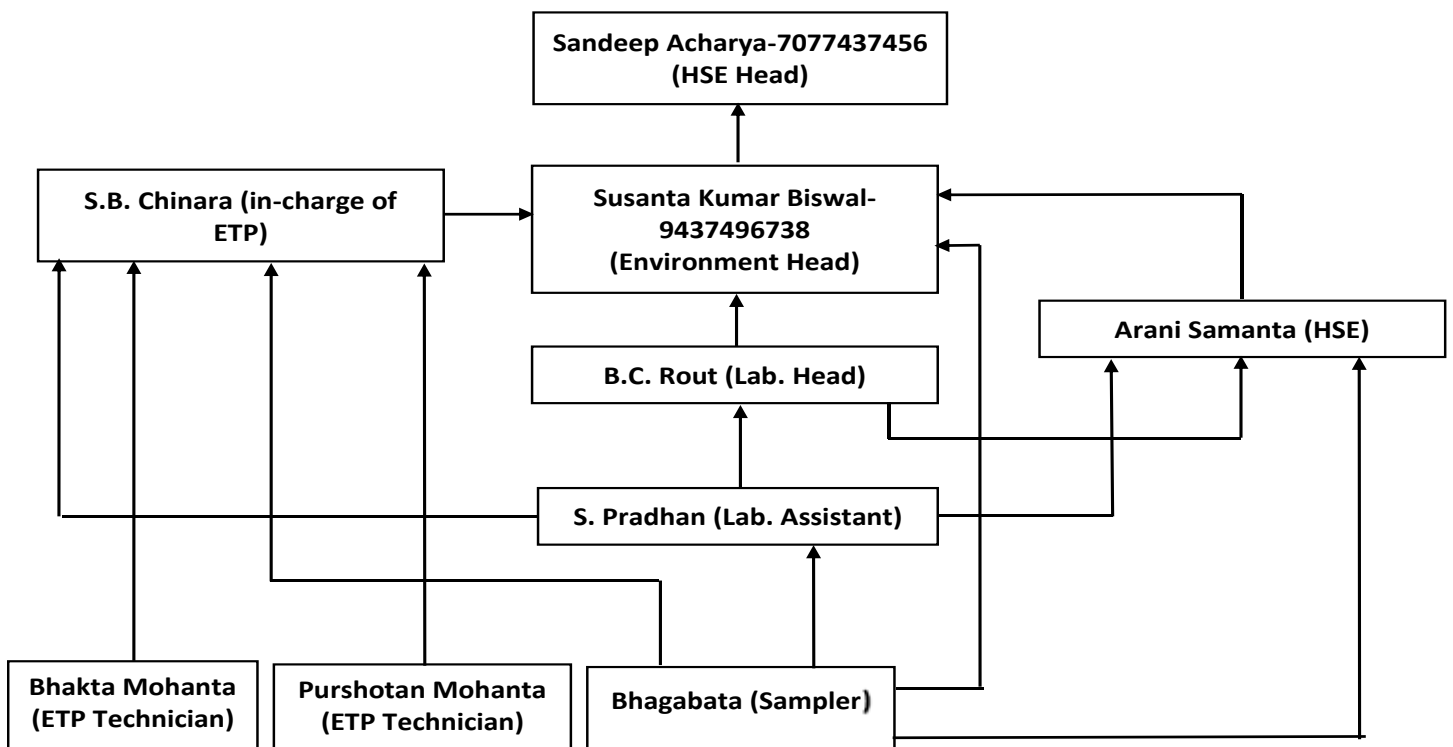 Sandeep Acharya-7077437456
(HSE Head)
S.B. Chinara (in-charge of
ETP)
Susanta Kumar Biswal-
9437496738
(Environment Head)
Arani Samanta (HSE)
B.C. Rout (Lab. Head)
S. Pradhan (Lab. Assistant)
Bhakta Mohanta
(ETP Technician)
Purshotan Mohanta
(ETP Technician)
Bhagabata (Sampler)